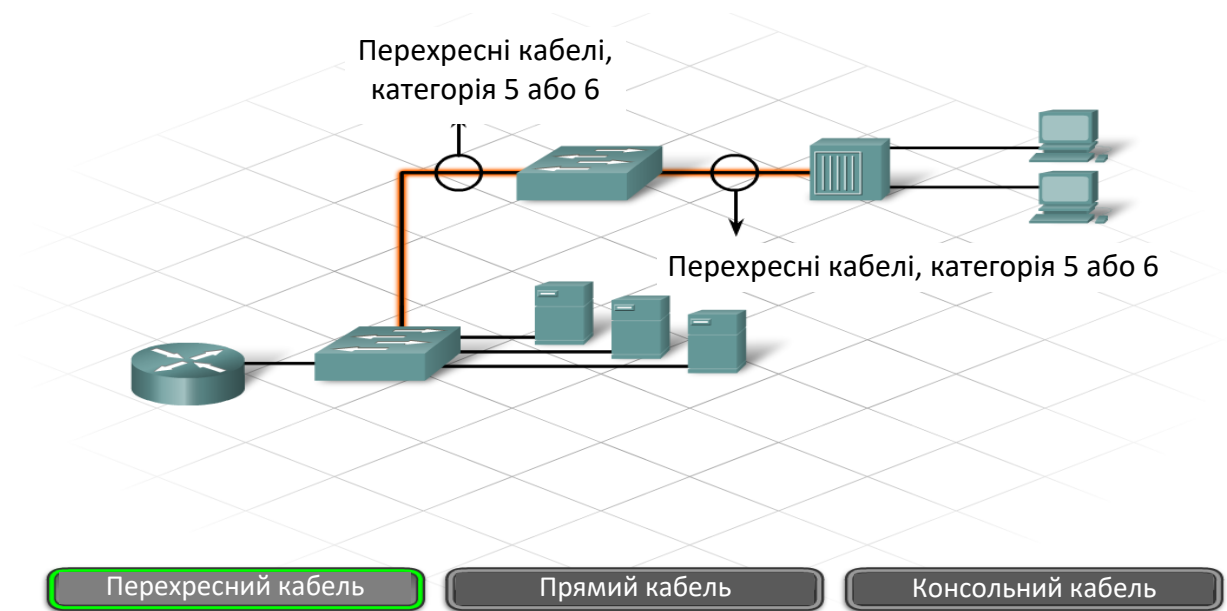 Перехресні кабелі,
категорія 5 або 6
Перехресні кабелі, категорія 5 або 6
Перехресний кабель
Прямий кабель
Консольний кабель